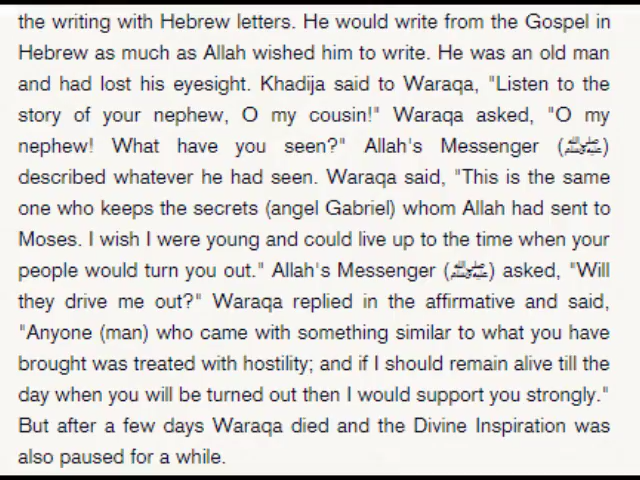 the writing with Hebrew letters. He would write from the Gospel in
Hebrew as much as Allah wished him to write. He was an old man
and had lost his eyesight. Khadija said to Waraqa, "Listen to the
story of your nephew, O my cousin!" Waraqa asked, "O my
nephew! What have you seen?" Allah's Messenger (ﷺ)
described whatever he had seen. Waraqa said, "This is the same
one who keeps the secrets (angel Gabriel) whom Allah had sent to
Moses. I wish I were young and could live up to the time when your
people would turn you out." Allah's Messenger (ﷺ) asked, "Will
they drive me out?" Waraqa replied in the affirmative and said,
"Anyone (man) who came with something similar to what you have
brought was treated with hostility; and if I should remain alive till the
day when you will be turned out then I would support you strongly."
But after a few days Waraqa died and the Divine Inspiration was
also paused for a while.